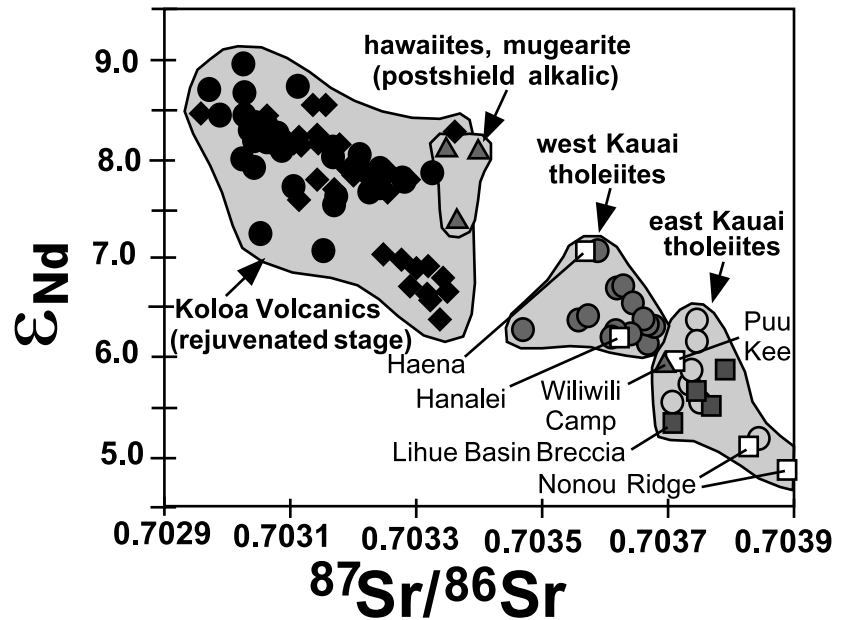 9.0
8.0
7.0
6.0
5.0
εNd
hawaiites, mugearite
(postshield alkalic)
west Kauai
tholeiites
east Kauai
tholeiites
Koloa Volcanics
(rejuvenated stage)
Haena
Hanalei
Puu
Kee
Wiliwili
Camp
Lihue Basin Breccia
Nonou Ridge
0.7029 0.7031 0.7033 0.7035 0.7037 0.7039
87Sr/86Sr